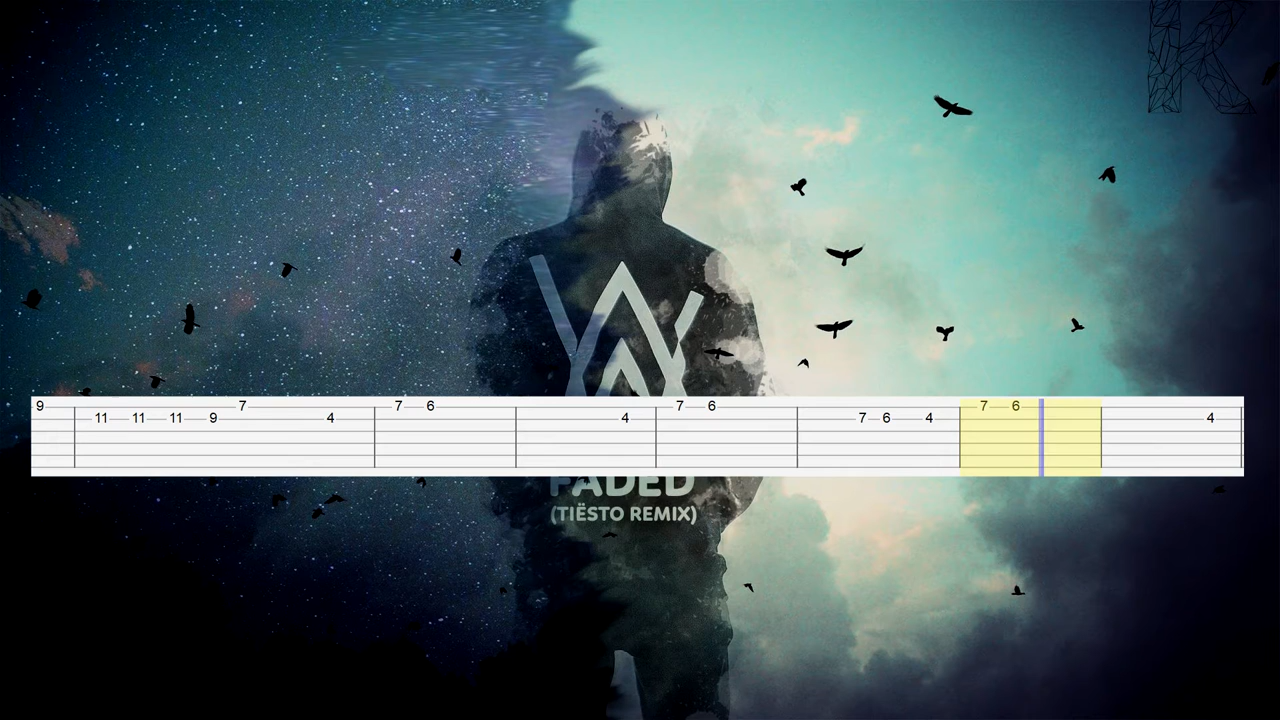 K
9 7 7 6 7 6 7 6
11 11 11 9 4 4 7 6 4 4
FADED
(TIËSTO REMIX)